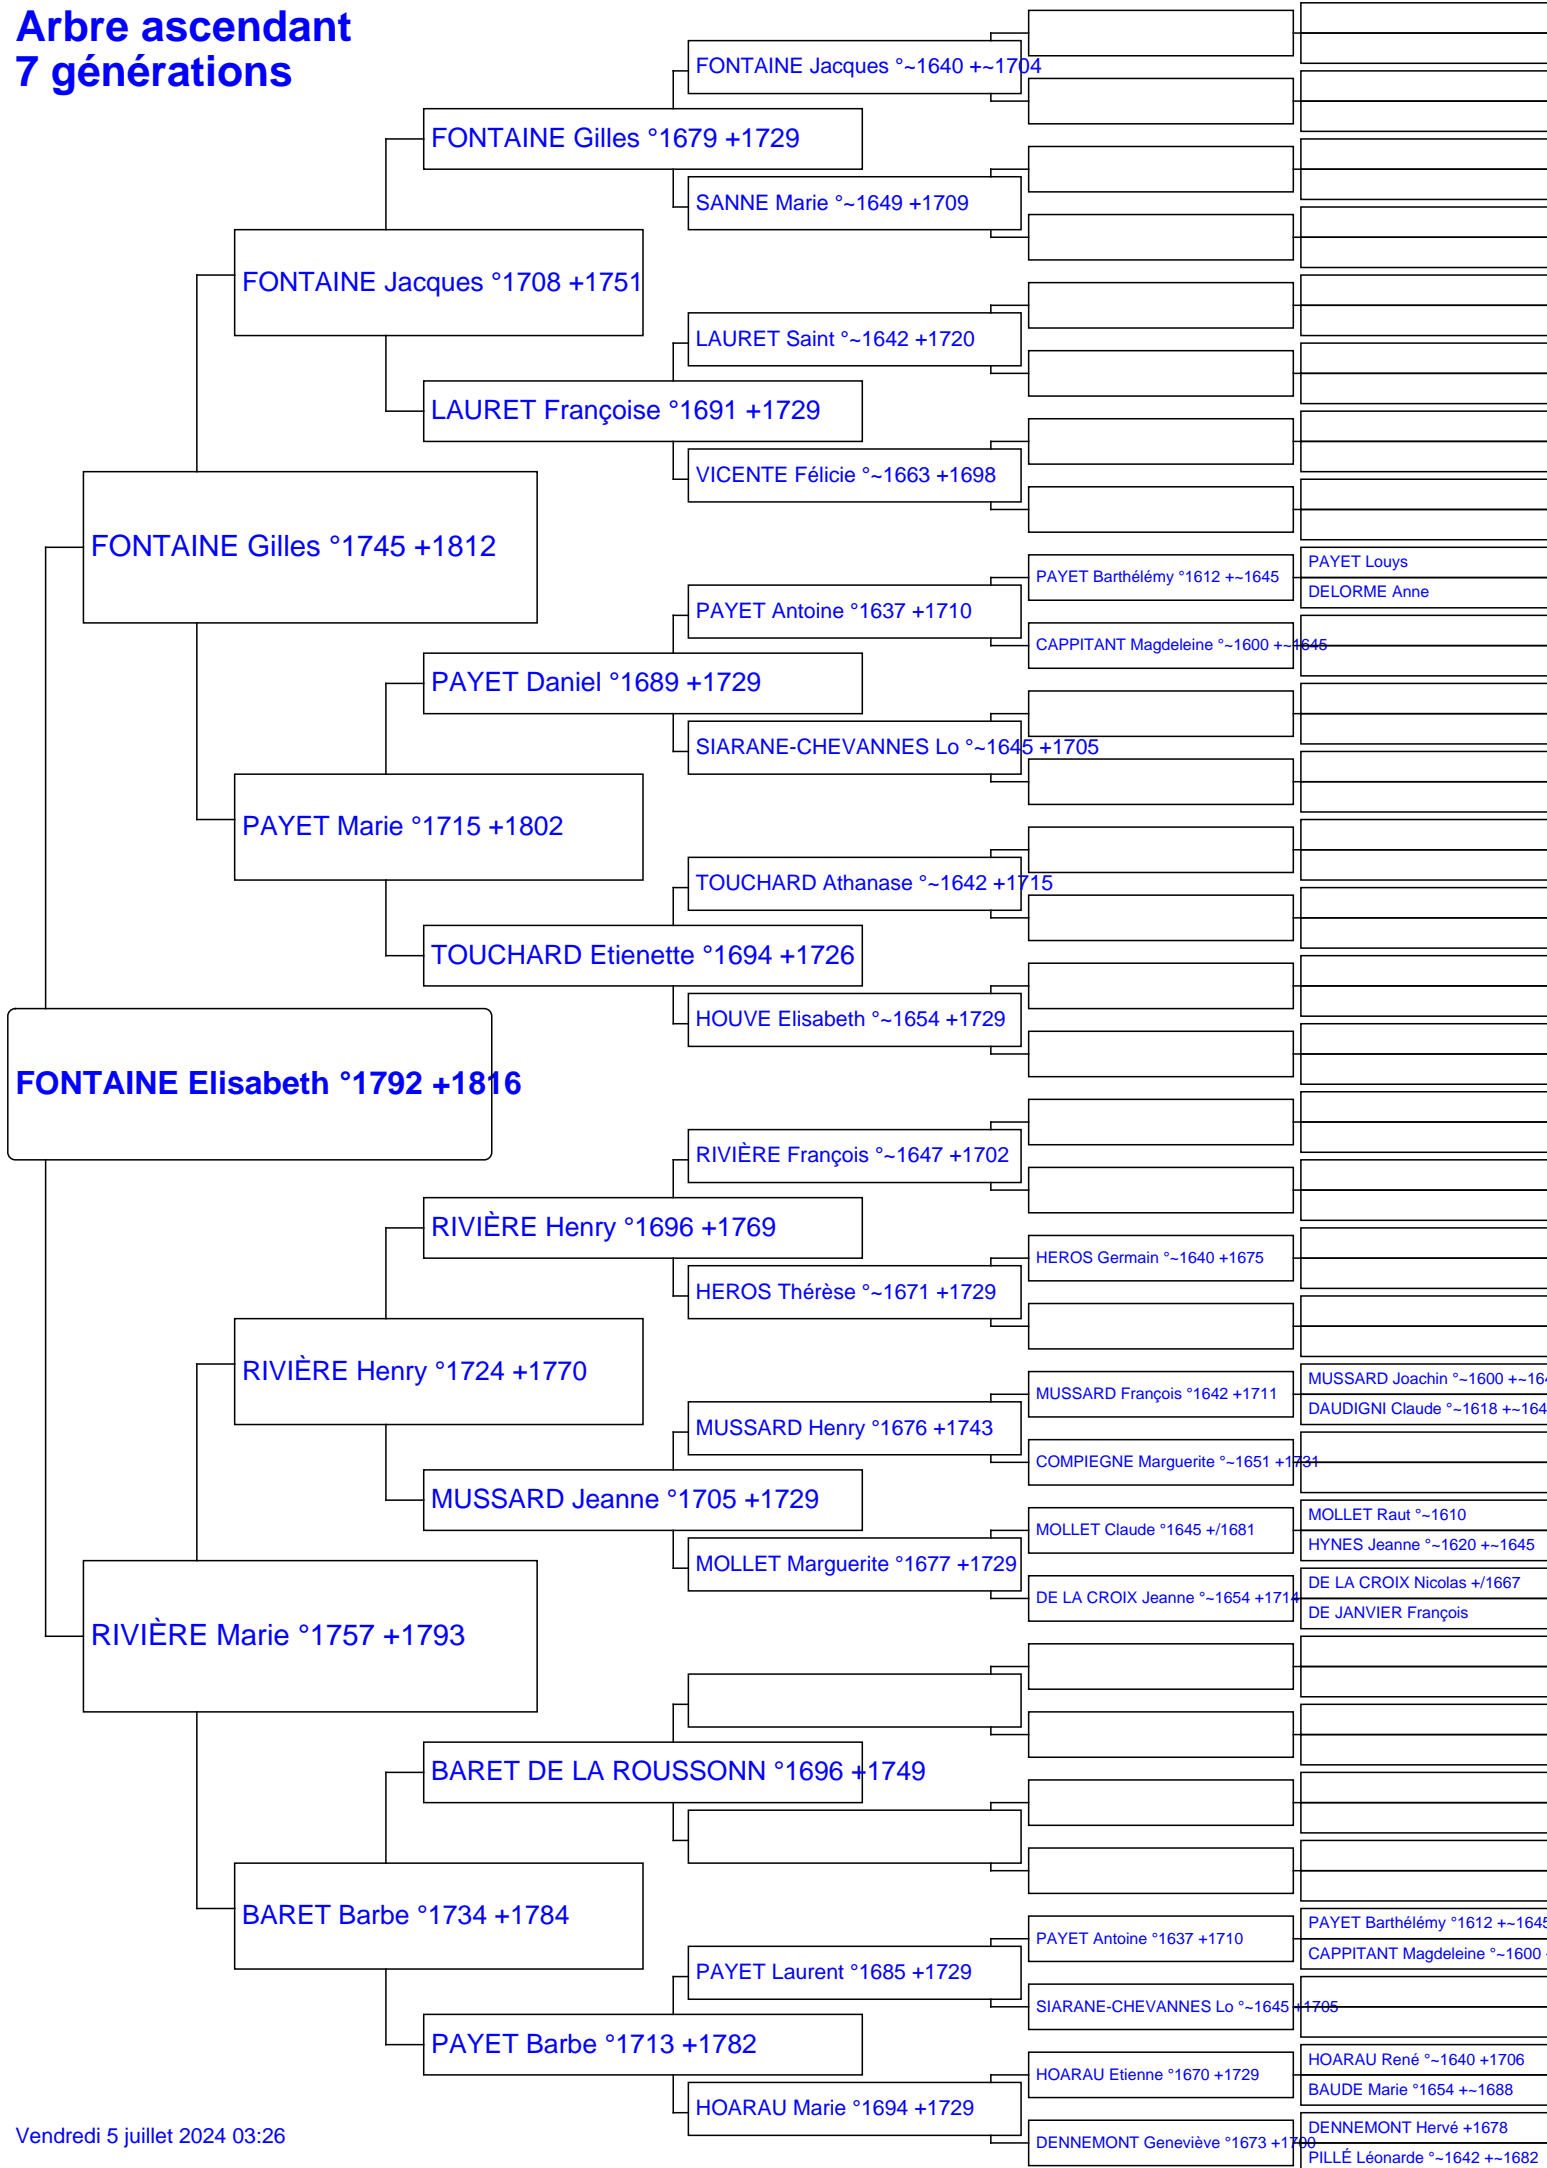 Arbre ascendant
7 générations
FONTAINE Jacques °~1640 +~1704
FONTAINE Gilles °1679 +1729
SANNE Marie °~1649 +1709
FONTAINE Jacques °1708 +1751
LAURET Saint °~1642 +1720
LAURET Françoise °1691 +1729
VICENTE Félicie °~1663 +1698
FONTAINE Gilles °1745 +1812
PAYET Louys
PAYET Barthélémy °1612 +~1645
DELORME Anne
PAYET Antoine °1637 +1710
CAPPITANT Magdeleine °~1600 +~1645
PAYET Daniel °1689 +1729
SIARANE-CHEVANNES Lo °~1645 +1705
PAYET Marie °1715 +1802
TOUCHARD Athanase °~1642 +1715
TOUCHARD Etienette °1694 +1726
HOUVE Elisabeth °~1654 +1729
FONTAINE Elisabeth °1792 +1816
RIVIÈRE François °~1647 +1702
RIVIÈRE Henry °1696 +1769
HEROS Germain °~1640 +1675
HEROS Thérèse °~1671 +1729
RIVIÈRE Henry °1724 +1770
MUSSARD Joachin °~1600 +~164
MUSSARD François °1642 +1711
DAUDIGNI Claude °~1618 +~164
MUSSARD Henry °1676 +1743
COMPIEGNE Marguerite °~1651 +1731
MUSSARD Jeanne °1705 +1729
MOLLET Raut °~1610
MOLLET Claude °1645 +/1681
HYNES Jeanne °~1620 +~1645
MOLLET Marguerite °1677 +1729
DE LA CROIX Nicolas +/1667
DE LA CROIX Jeanne °~1654 +1714
DE JANVIER François
RIVIÈRE Marie °1757 +1793
BARET DE LA ROUSSONN °1696 +1749
BARET Barbe °1734 +1784
PAYET Barthélémy °1612 +~1645
PAYET Antoine °1637 +1710
CAPPITANT Magdeleine °~1600
PAYET Laurent °1685 +1729
SIARANE-CHEVANNES Lo °~1645 +1705
PAYET Barbe °1713 +1782
HOARAU René °~1640 +1706
HOARAU Etienne °1670 +1729
BAUDE Marie °1654 +~1688
HOARAU Marie °1694 +1729
DENNEMONT Hervé +1678
DENNEMONT Geneviève °1673 +1700
PILLÉ Léonarde °~1642 +~1682
Vendredi 5 juillet 2024 03:26